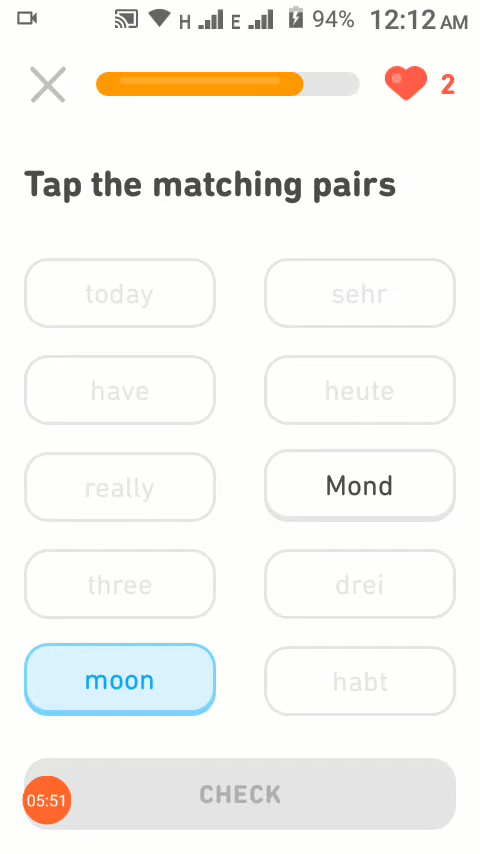 H E 94% 12:12 AM
2
Tap the matching pairs
today sehr
have heute
really Mond
three drei
moon habt
CHECK
05:51